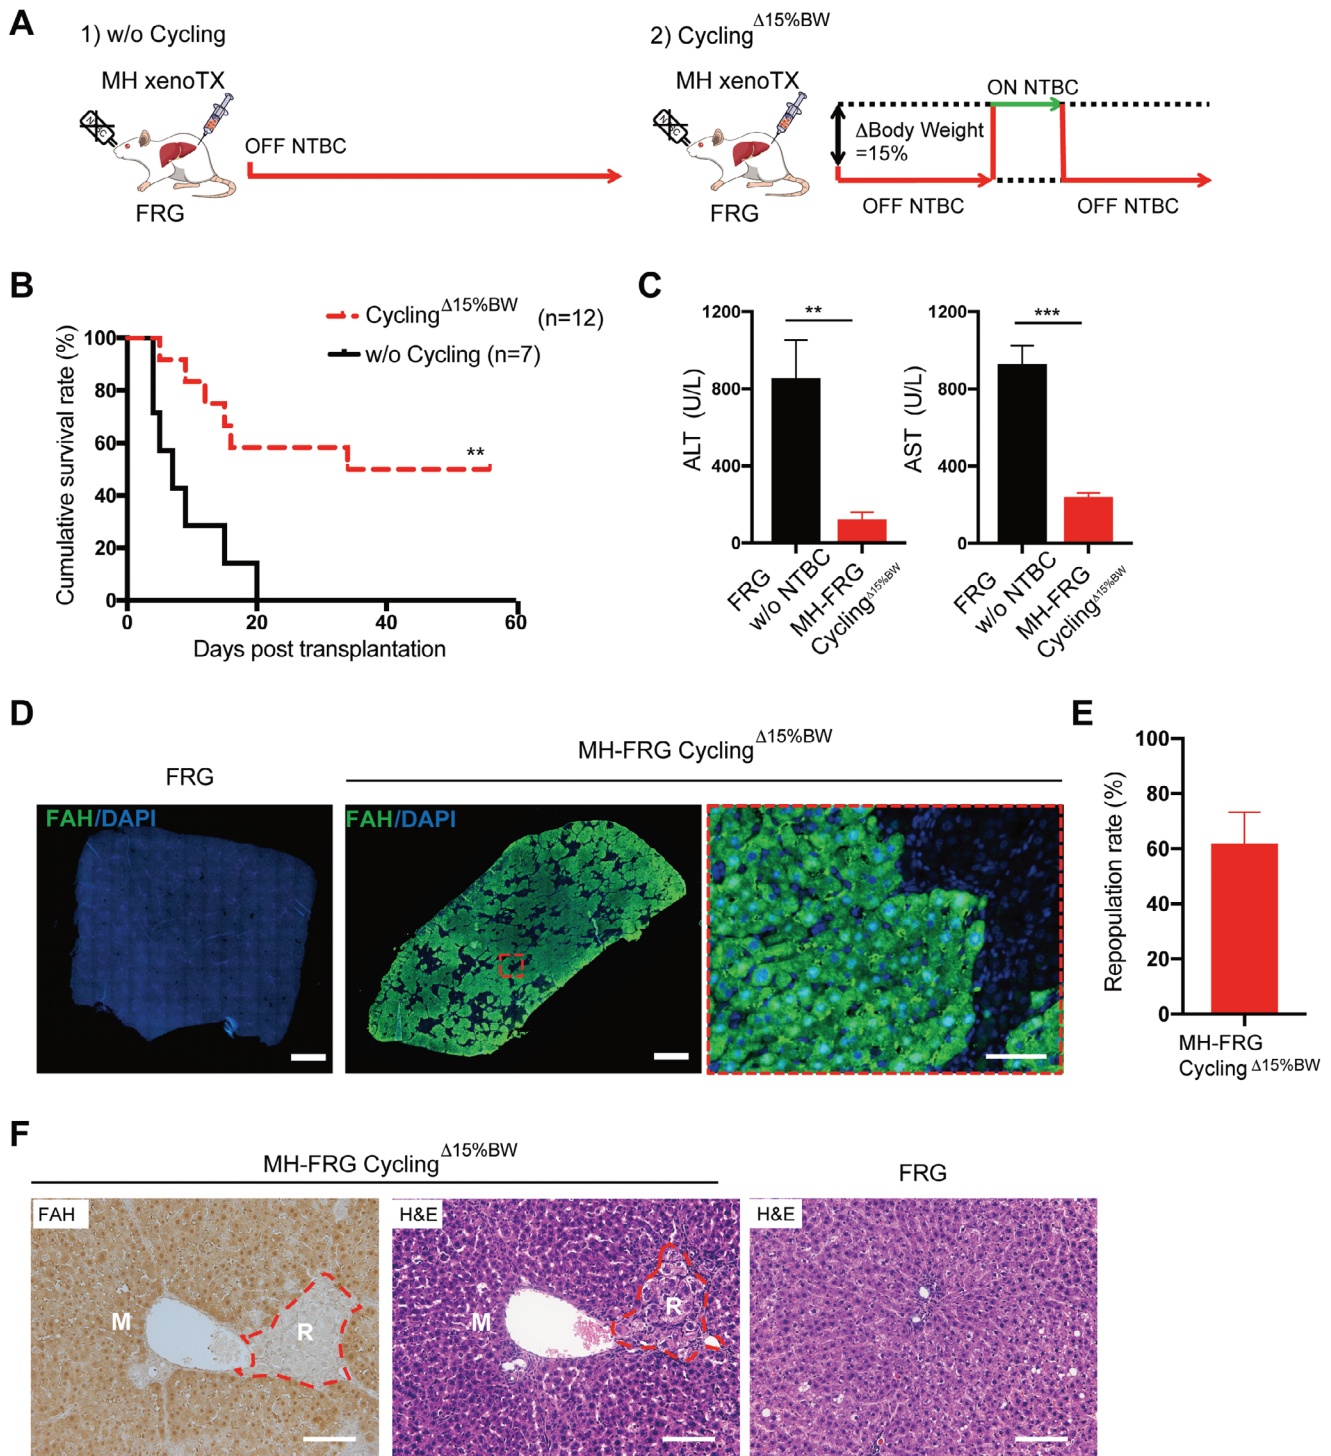 A
1) w/o Cycling
MH xenoTX
OFF NTBC
FRG
2) Cycling Δ15%BW
MH xenoTX
ON NTBC
ΔBody Weight
=15%
FRG
OFF NTBC
OFF NTBC
B
Cycling Δ15%BW (n=12)
w/o Cycling (n=7)
Cumulative survival rate (%)
100
80
60
40
20
0
**
0
20
40
60
Days post transplantation
C
ALT (U/L)
1200
800
400
0
**
FRG
w/o NTBC
MH-FRG
Cycling Δ15%BW
AST (U/L)
1200
800
400
0
***
FRG
w/o NTBC
MH-FRG
Cycling Δ15%BW
D
FRG
MH-FRG Cycling Δ15%BW
FAH/DAPI
FAH/DAPI
E
Repopulation rate (%)
100
80
60
40
20
0
MH-FRG
Cycling Δ15%BW
F
MH-FRG Cycling Δ15%BW
FRG
FAH
M
R
H&E
M
R
H&E